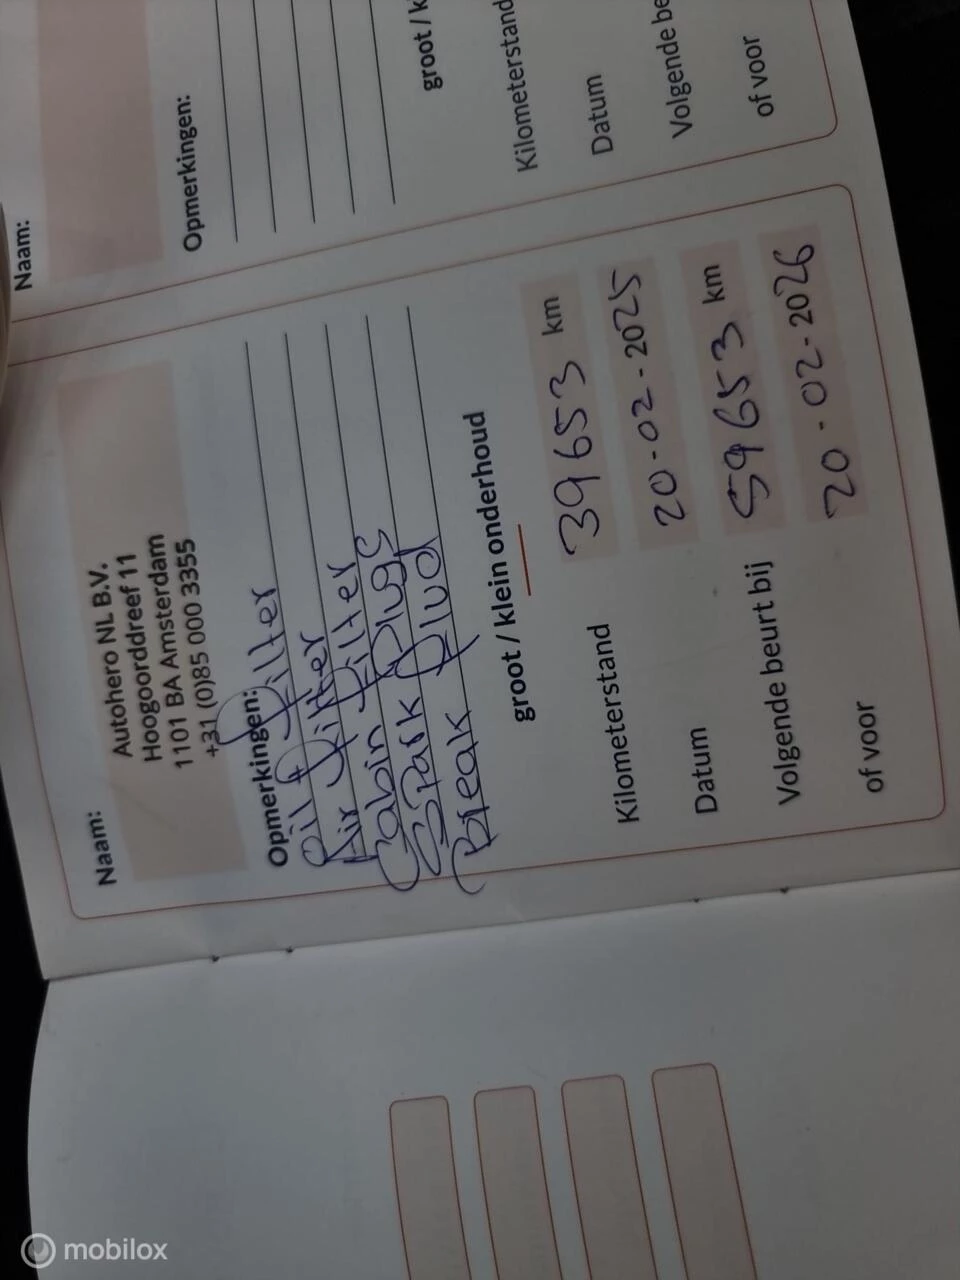 Naam:
Autohero NL B.V.
Hoogoorddreef 11
1101 BA Amsterdam
+31 (0)85 000 3355
Opmerkingen:
Oil + Filter
Air Filter
Cabin Filter
Spark Plugs
Break Fluid
groot / klein onderhoud
Kilometerstand 39653 km
Datum 20-02-2025
Volgende beurt bij 59653 km
of voor 20-02-2026
Naam:
Opmerkingen:
groot / k
Kilometerstand
Datum
Volgende be
of voor
mobilox